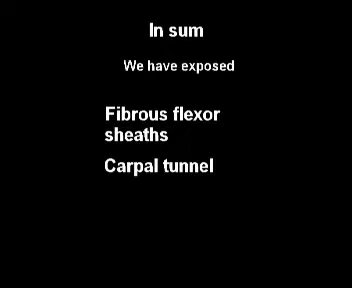 In sum
We have exposed
Fibrous flexor
sheaths
Carpal tunnel